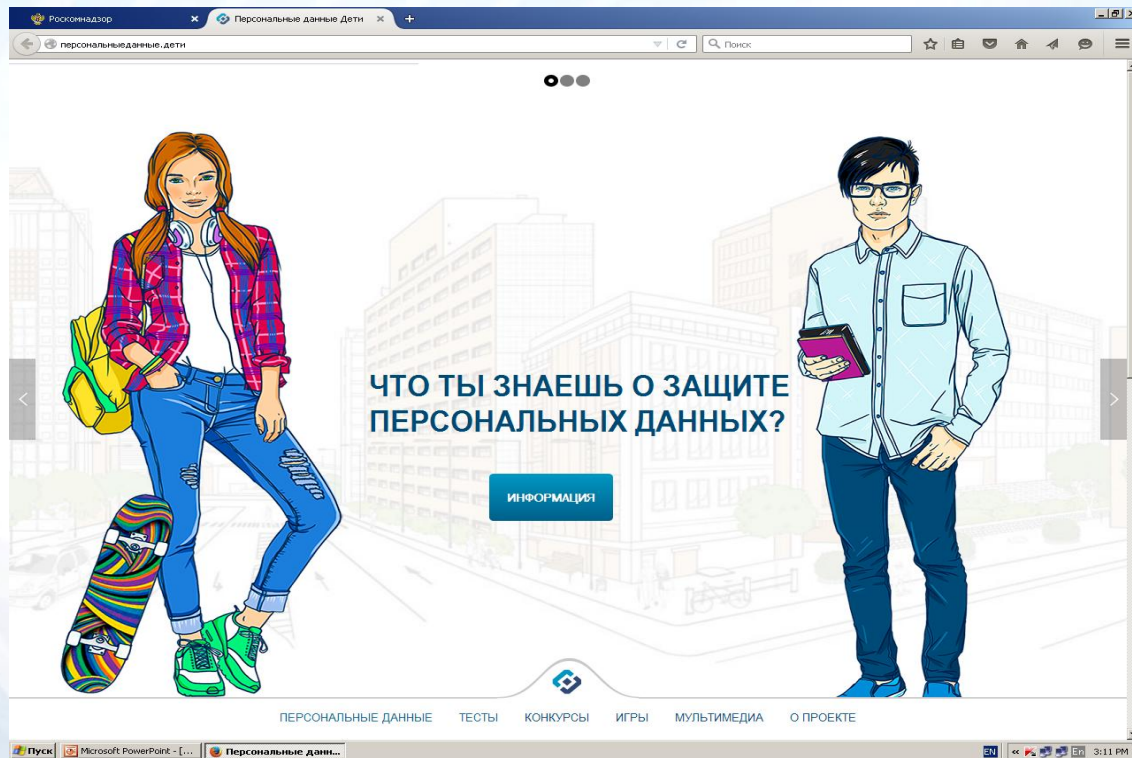 Роскомнадзор
Персональные данные Дети
персональныеданные.дети
Поиск
ЧТО ТЫ ЗНАЕШЬ О ЗАЩИТЕ
ПЕРСОНАЛЬНЫХ ДАННЫХ?
ИНФОРМАЦИЯ
ПЕРСОНАЛЬНЫЕ ДАННЫЕ ТЕСТЫ КОНКУРСЫ ИГРЫ МУЛЬТИМЕДИА О ПРОЕКТЕ
Пуск Microsoft PowerPoint - [... Персональные данн... EN « En 3:11 PM